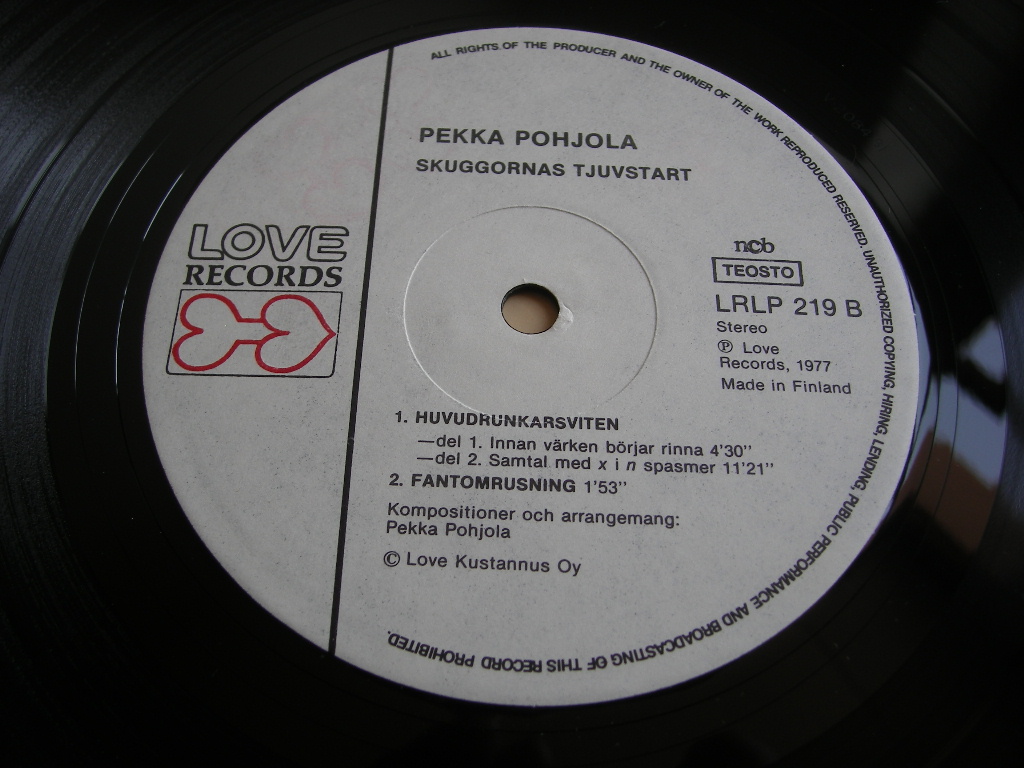 ALL RIGHTS OF THE PRODUCER AND THE OWNER OF THE WORK REPRODUCED RESERVED. UNAUTHORIZED COPYING, HIRING, LENDING, PUBLIC PERFORMANCE AND BROADCASTING OF THIS RECORD PROHIBITED.
PEKKA POHJOLA
SKUGGORNAS TJUVSTART
LOVE
RECORDS
ncb
TEOSTO
LRLP 219 B
Stereo
Ⓟ Love
Records, 1977
Made in Finland
1. HUVUDRUNKARSVITEN
—del 1. Innan värken börjar rinna 4'30"
—del 2. Samtal med x i n spasmer 11'21"
2. FANTOMRUSNING 1'53"
Kompositioner och arrangemang:
Pekka Pohjola
© Love Kustannus Oy